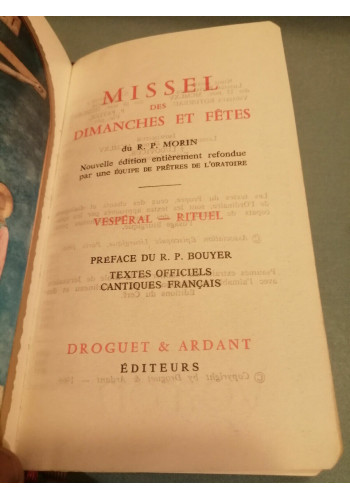 MISSEL
DES
DIMANCHES ET FÊTES
du R. P. MORIN
Nouvelle édition entièrement refondue
par une ÉQUIPE DE PRÊTRES DE L'ORATOIRE
VESPÉRAL — RITUEL
PRÉFACE DU R. P. BOUYER
TEXTES OFFICIELS
CANTIQUES FRANÇAIS
DROGUET & ARDANT
ÉDITEURS